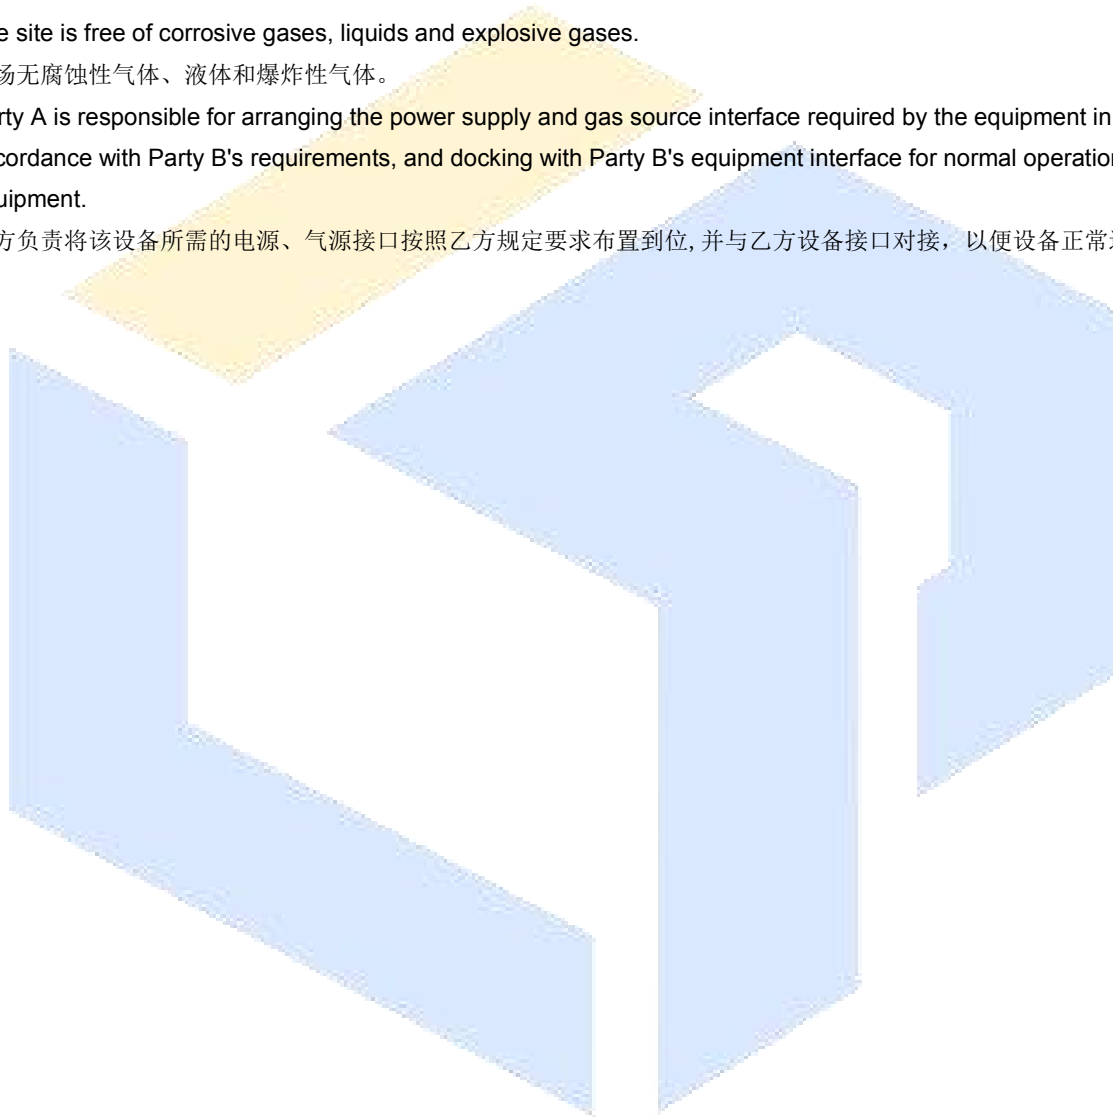 e site is free of corrosive gases, liquids and explosive gases.
场无腐蚀性气体、液体和爆炸性气体。
rty A is responsible for arranging the power supply and gas source interface required by the equipment in
cordance with Party B's requirements, and docking with Party B's equipment interface for normal operation
uipment.
方负责将该设备所需的电源、气源接口按照乙方规定要求布置到位,并与乙方设备接口对接，以便设备正常